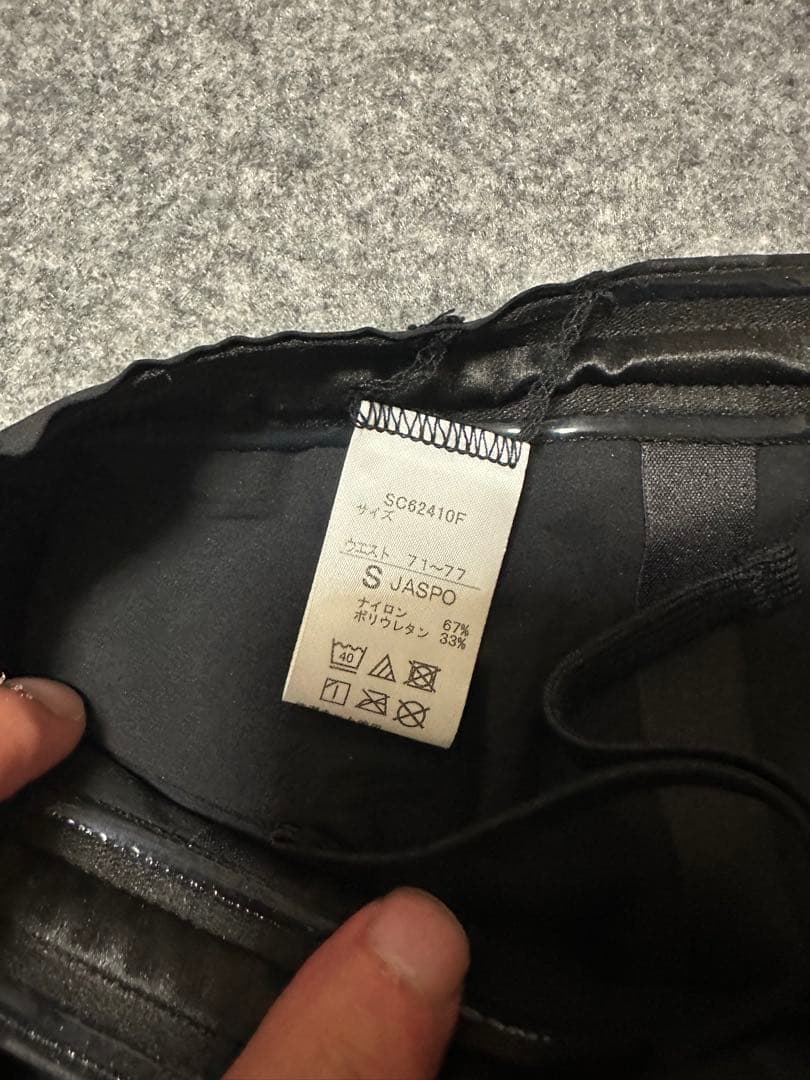 SC62410F
サイズ
ウエスト 71~77
S JASPO
ナイロン 67%
ポリウレタン 33%
40